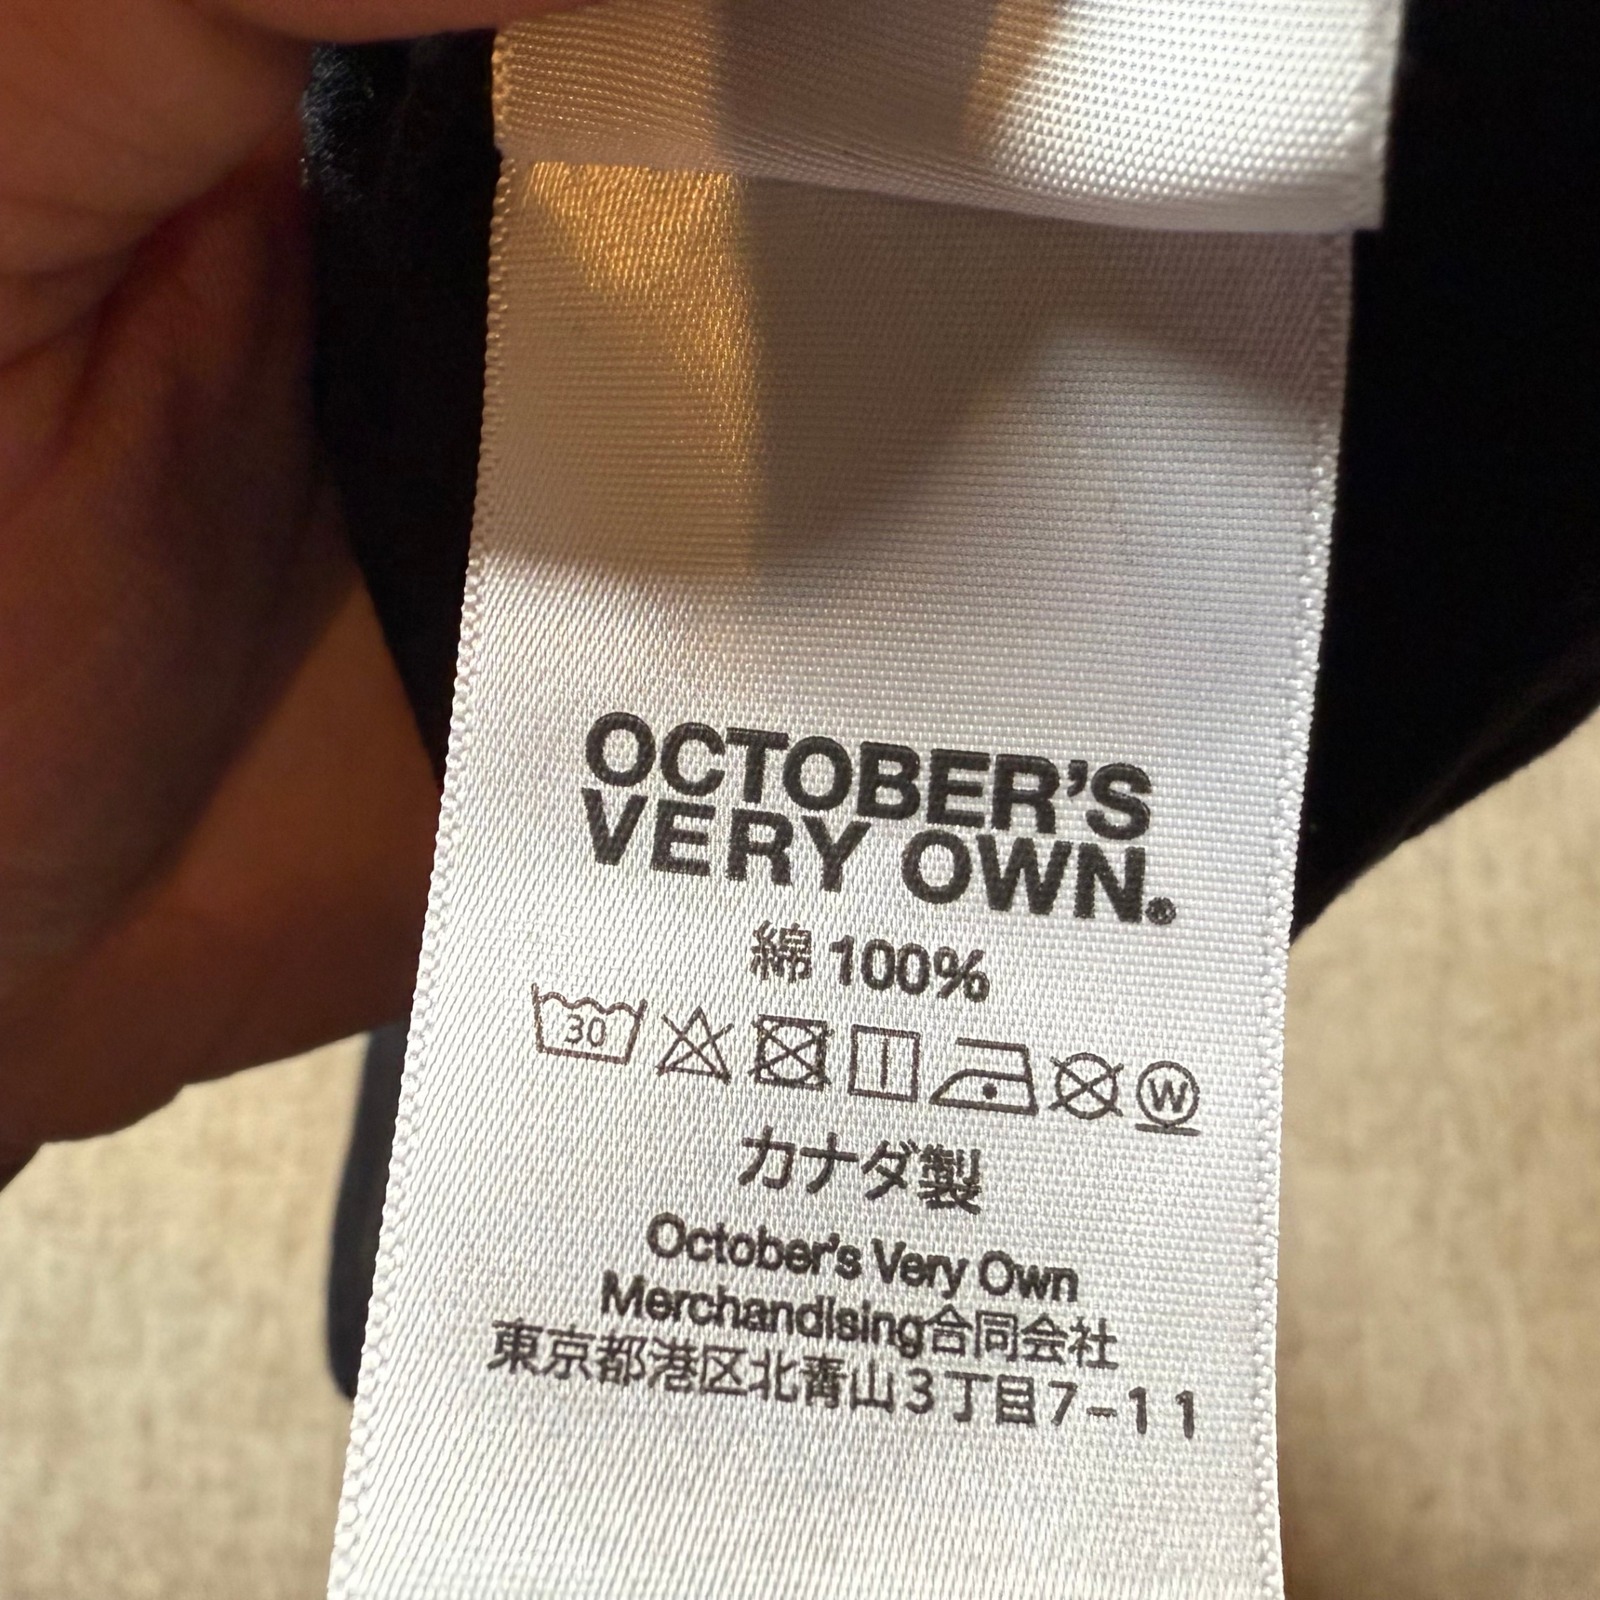 OCTOBER'S
VERY OWN.®
綿 100%
30 W
カナダ製
October's Very Own
Merchandising合同会社
東京都港区北青山3丁目7-11